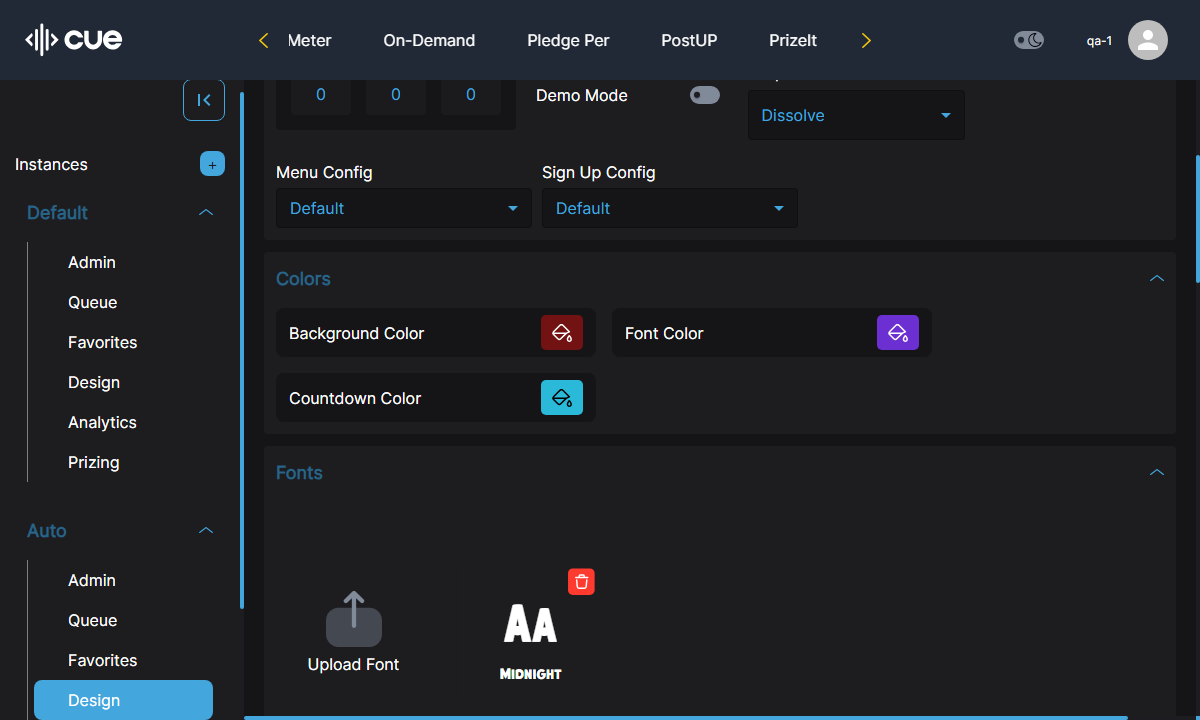 cue
Meter
On-Demand
Pledge Per
PostUP
PrizeIt
qa-1
Instances
+
Default
Admin
Queue
Favorites
Design
Analytics
Prizing
Auto
Admin
Queue
Favorites
Design
0
0
0
Demo Mode
Dissolve
Menu Config
Sign Up Config
Default
Default
Colors
Background Color
Font Color
Countdown Color
Fonts
Upload Font
AA
Midnight